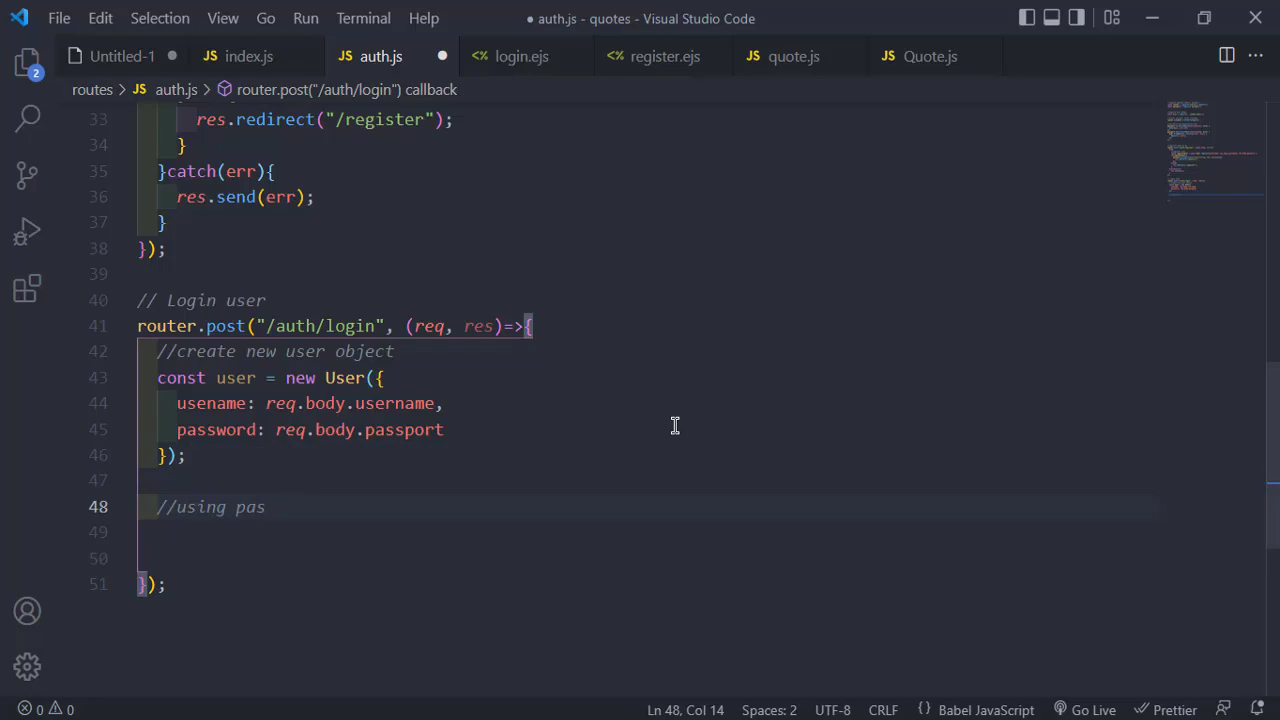 File Edit Selection View Go Run Terminal Help ● auth.js - quotes - Visual Studio Code
Untitled-1 ● JS index.js JS auth.js ● <% login.ejs <% register.ejs JS quote.js JS Quote.js ···
2
routes > JS auth.js > router.post("/auth/login") callback
33 res.redirect("/register");
34 }
35 }catch(err){
36 res.send(err);
37 }
38 });
39
40 // Login user
41 router.post("/auth/login", (req, res)=>{
42 //create new user object
43 const user = new User({
44 usename: req.body.username,
45 password: req.body.passport
46 });
47
48 //using pas
49
50
51 });
0 0 Ln 48, Col 14 Spaces: 2 UTF-8 CRLF {} Babel JavaScript Go Live Prettier